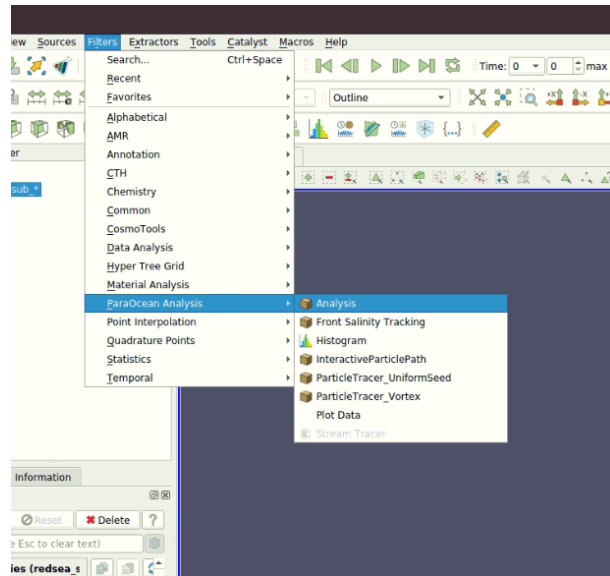 iew Sources Filters Extractors Tools Catalyst Macros Help
Time: 0 0 max
Outline
Search... Ctrl+Space
Recent
Favorites
Alphabetical
AMR
Annotation
CTH
Chemistry
Common
CosmoTools
Data Analysis
Hyper Tree Grid
Material Analysis
ParaOcean Analysis
Point Interpolation
Quadrature Points
Statistics
Temporal
er
sub_*
Analysis
Front Salinity Tracking
Histogram
InteractiveParticlePath
ParticleTracer_UniformSeed
ParticleTracer_Vortex
Plot Data
Stream Tracer
Information
Reset Delete ?
e Esc to clear text)
ies (redsea_s